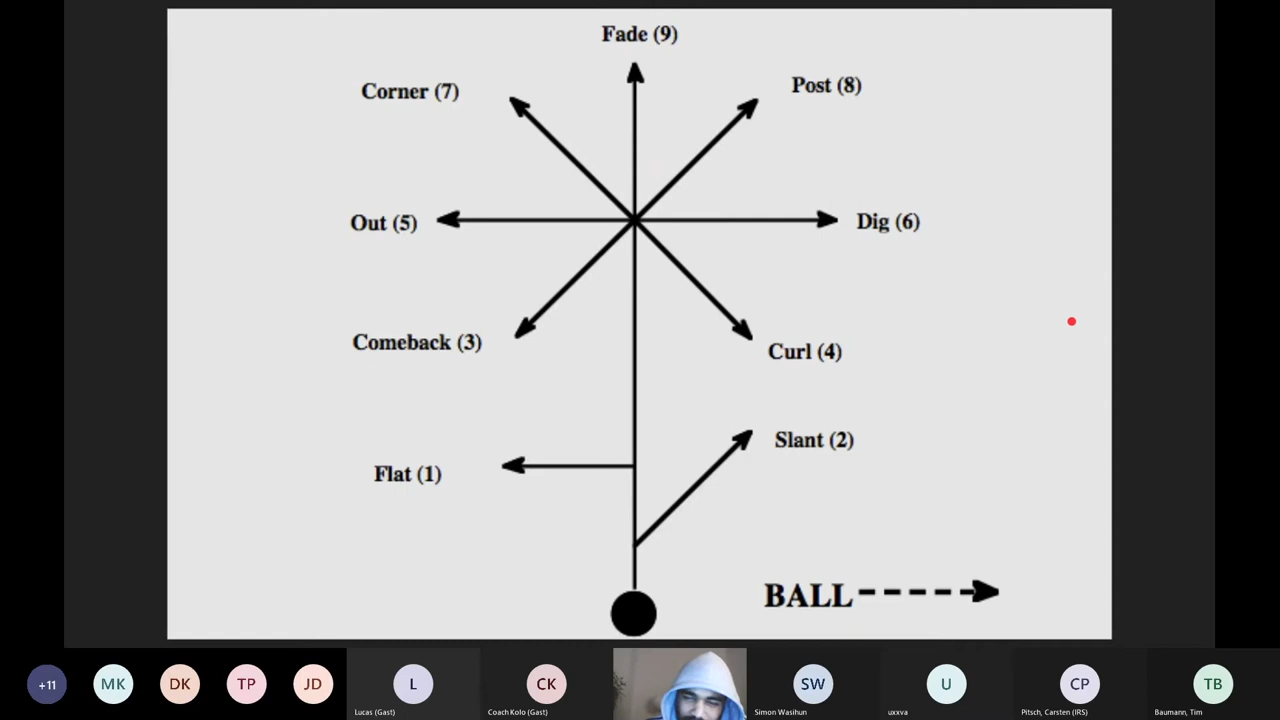 Fade (9)
Corner (7)
Post (8)
Out (5)
Dig (6)
Comeback (3)
Curl (4)
Slant (2)
Flat (1)
BALL
+11
MK
DK
TP
JD
L
CK
SW
U
CP
TB
Lucas (Gast)
Coach Kolo (Gast)
Simon Wasihun
uxxva
Pitsch, Carsten (IRS)
Baumann, Tim